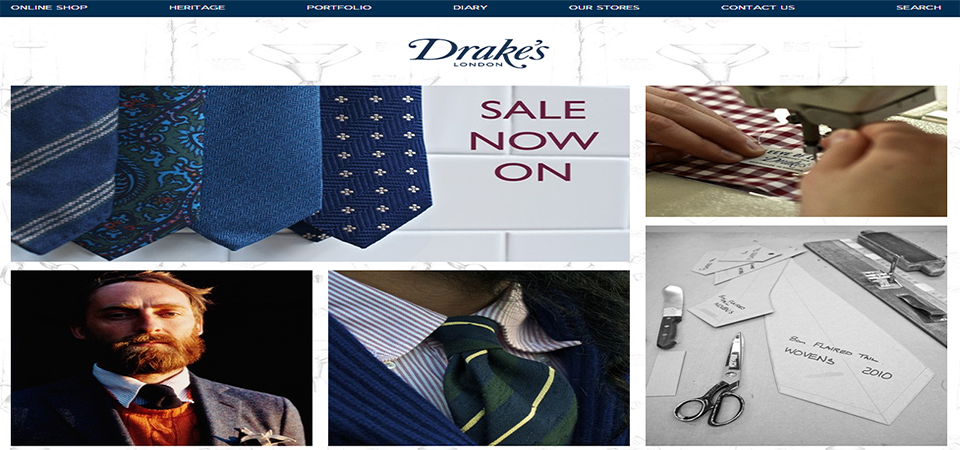 ONLINE SHOP
HERITAGE
PORTFOLIO
DIARY
OUR STORES
CONTACT US
SEARCH
Drake's
LONDON
SALE
NOW
ON
Drake's
8cm FLAIRED TAIL
WOVENS 2010